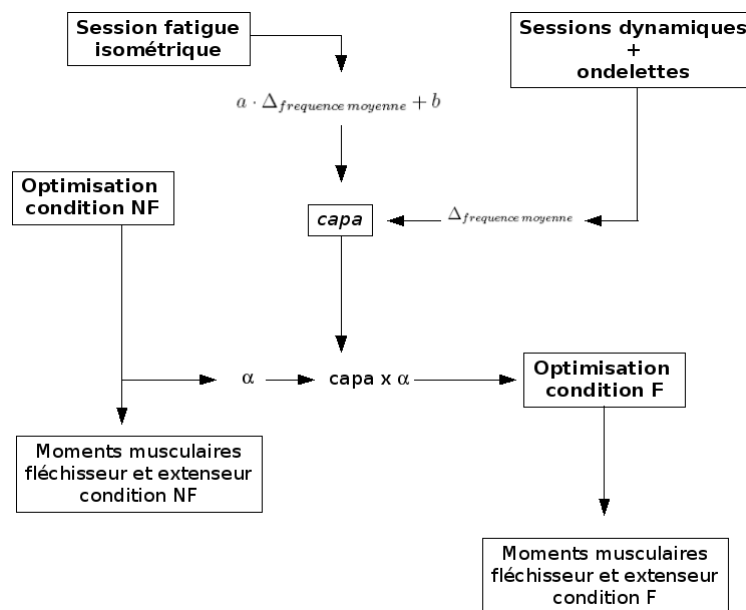 Session fatigue
isométrique
Sessions dynamiques
+
ondelettes
a · Δfrequence moyenne + b
Optimisation
condition NF
capa
Δfrequence moyenne
α
capa x α
Optimisation
condition F
Moments musculaires
fléchisseur et extenseur
condition NF
Moments musculaires
fléchisseur et extenseur
condition F